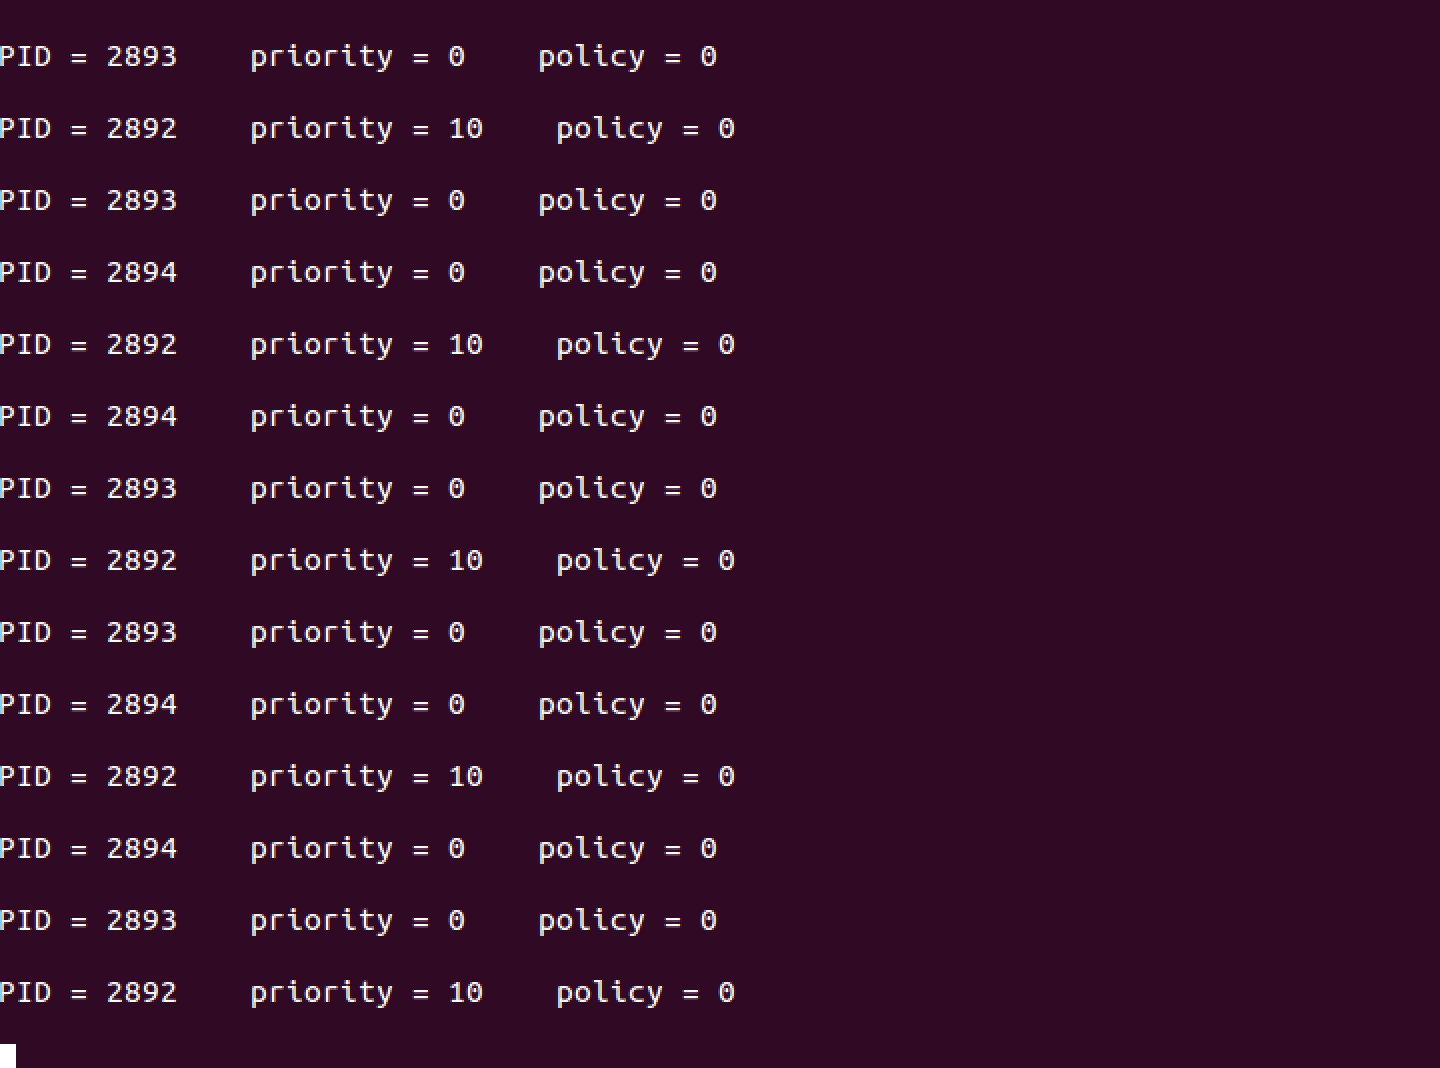 PID = 2893    priority = 0    policy = 0
PID = 2892    priority = 10    policy = 0
PID = 2893    priority = 0    policy = 0
PID = 2894    priority = 0    policy = 0
PID = 2892    priority = 10    policy = 0
PID = 2894    priority = 0    policy = 0
PID = 2893    priority = 0    policy = 0
PID = 2892    priority = 10    policy = 0
PID = 2893    priority = 0    policy = 0
PID = 2894    priority = 0    policy = 0
PID = 2892    priority = 10    policy = 0
PID = 2894    priority = 0    policy = 0
PID = 2893    priority = 0    policy = 0
PID = 2892    priority = 10    policy = 0